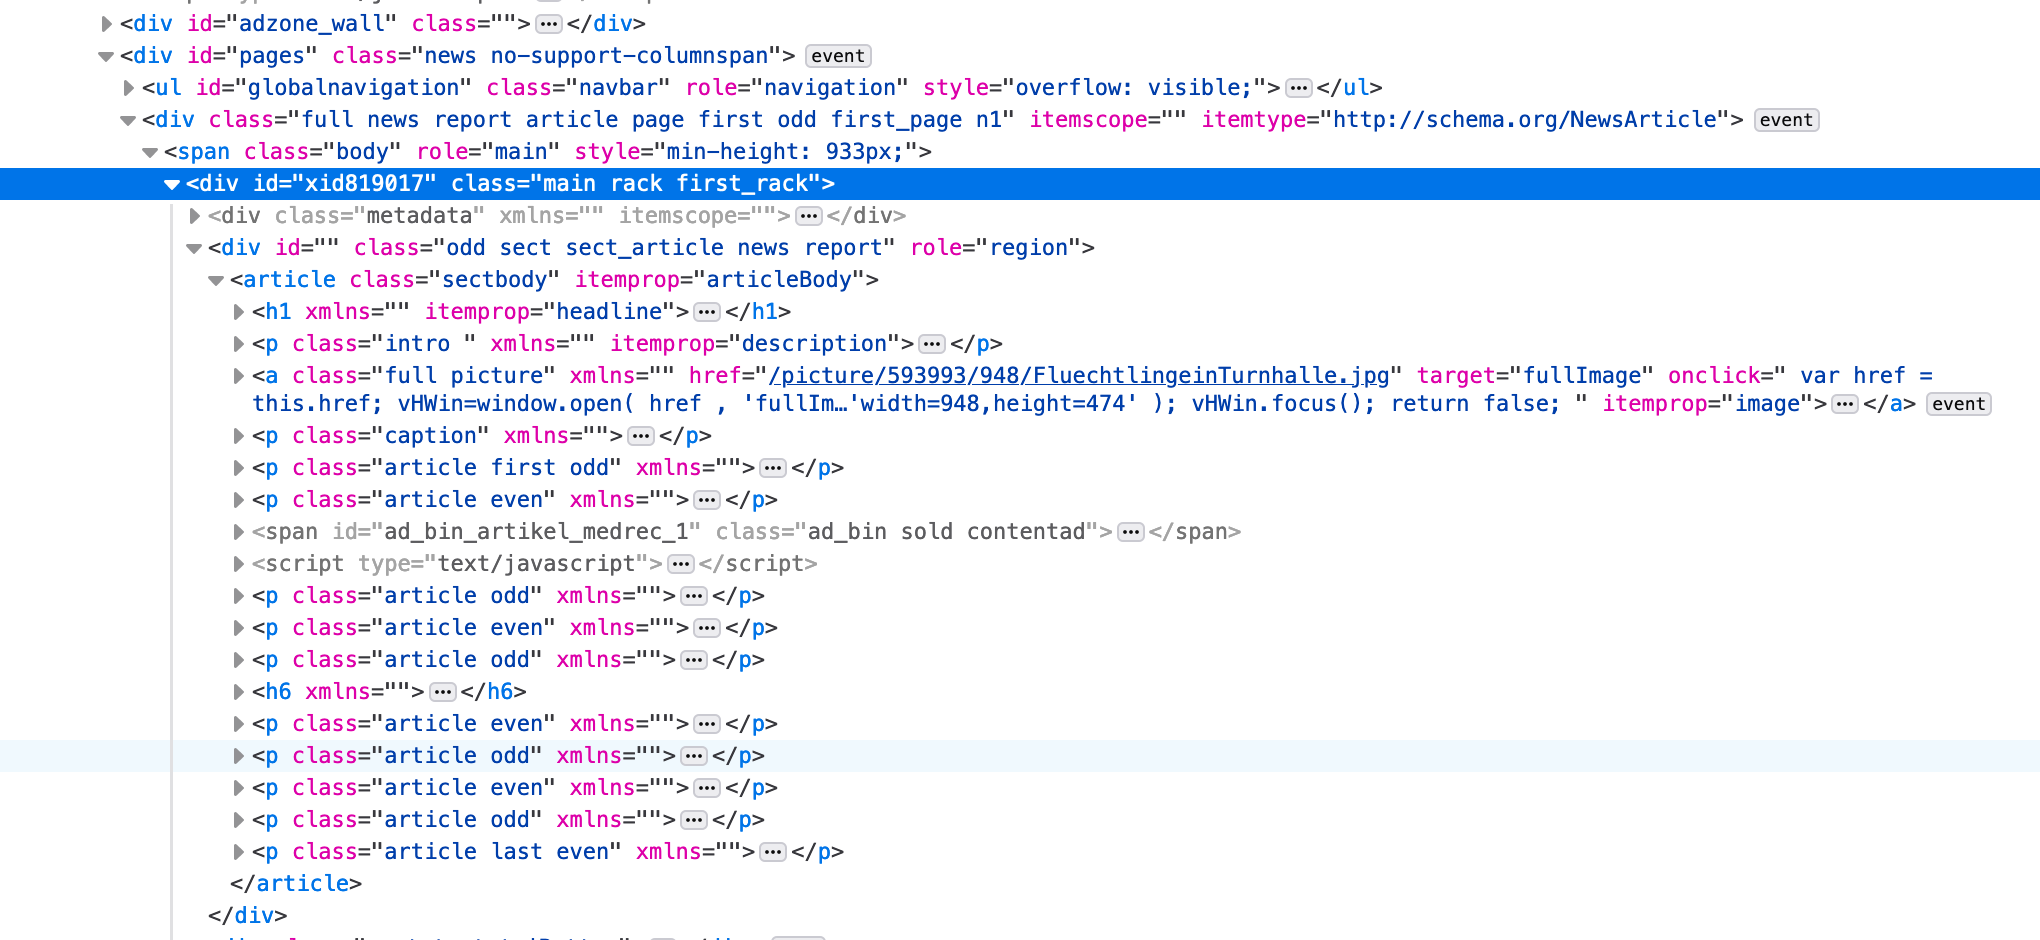 <div id="adzone_wall" class="">…</div>
<div id="pages" class="news no-support-columnspan"> event
<ul id="globalnavigation" class="navbar" role="navigation" style="overflow: visible;">…</ul>
<div class="full news report article page first odd first_page n1" itemscope="" itemtype="http://schema.org/NewsArticle"> event
<span class="body" role="main" style="min-height: 933px;">
<div id="xid819017" class="main rack first_rack">
<div class="metadata" xmlns="" itemscope="">…</div>
<div id="" class="odd sect sect_article news report" role="region">
<article class="sectbody" itemprop="articleBody">
<h1 xmlns="" itemprop="headline">…</h1>
<p class="intro " xmlns="" itemprop="description">…</p>
<a class="full picture" xmlns="" href="/picture/593993/948/FluechtlingeinTurnhalle.jpg" target="fullImage" onclick=" var href =
this.href; vHWin=window.open( href , 'fullIm…'width=948,height=474' ); vHWin.focus(); return false; " itemprop="image">…</a> event
<p class="caption" xmlns="">…</p>
<p class="article first odd" xmlns="">…</p>
<p class="article even" xmlns="">…</p>
<span id="ad_bin_artikel_medrec_1" class="ad_bin sold contentad">…</span>
<script type="text/javascript">…</script>
<p class="article odd" xmlns="">…</p>
<p class="article even" xmlns="">…</p>
<p class="article odd" xmlns="">…</p>
<h6 xmlns="">…</h6>
<p class="article even" xmlns="">…</p>
<p class="article odd" xmlns="">…</p>
<p class="article even" xmlns="">…</p>
<p class="article odd" xmlns="">…</p>
<p class="article last even" xmlns="">…</p>
</article>
</div>